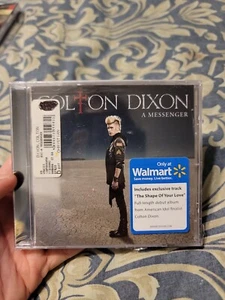 COLTON DIXON
A MESSENGER
Only at
Walmart
Save money. Live better.
Includes exclusive track
"The Shape Of Your Love"
Full-length debut album
from American Idol finalist
Colton Dixon